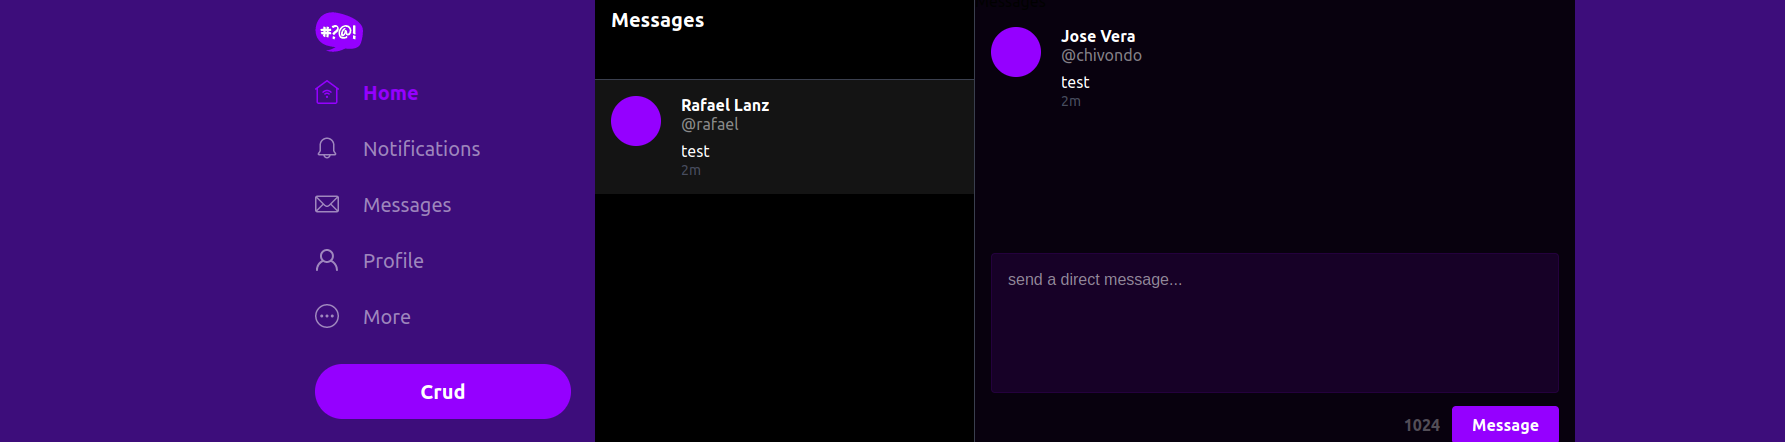 #?@!
Home
Notifications
Messages
Profile
More
Crud
Messages
Rafael Lanz
@rafael
test
2m
Messages
Jose Vera
@chivondo
test
2m
send a direct message...
1024 Message